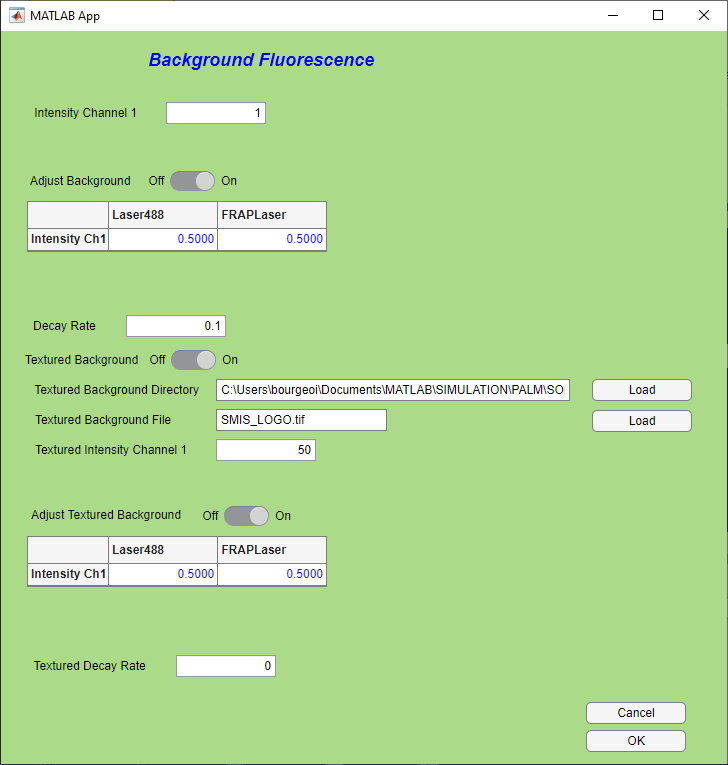 MATLAB App
Background Fluorescence
Intensity Channel 1 1
Adjust Background Off On
Laser488 FRAPLaser
Intensity Ch1 0.5000 0.5000
Decay Rate 0.1
Textured Background Off On
Textured Background Directory C:\Users\bourgeoi\Documents\MATLAB\SIMULATION\PALM\SO Load
Textured Background File SMIS_LOGO.tif Load
Textured Intensity Channel 1 50
Adjust Textured Background Off On
Laser488 FRAPLaser
Intensity Ch1 0.5000 0.5000
Textured Decay Rate 0
Cancel
OK